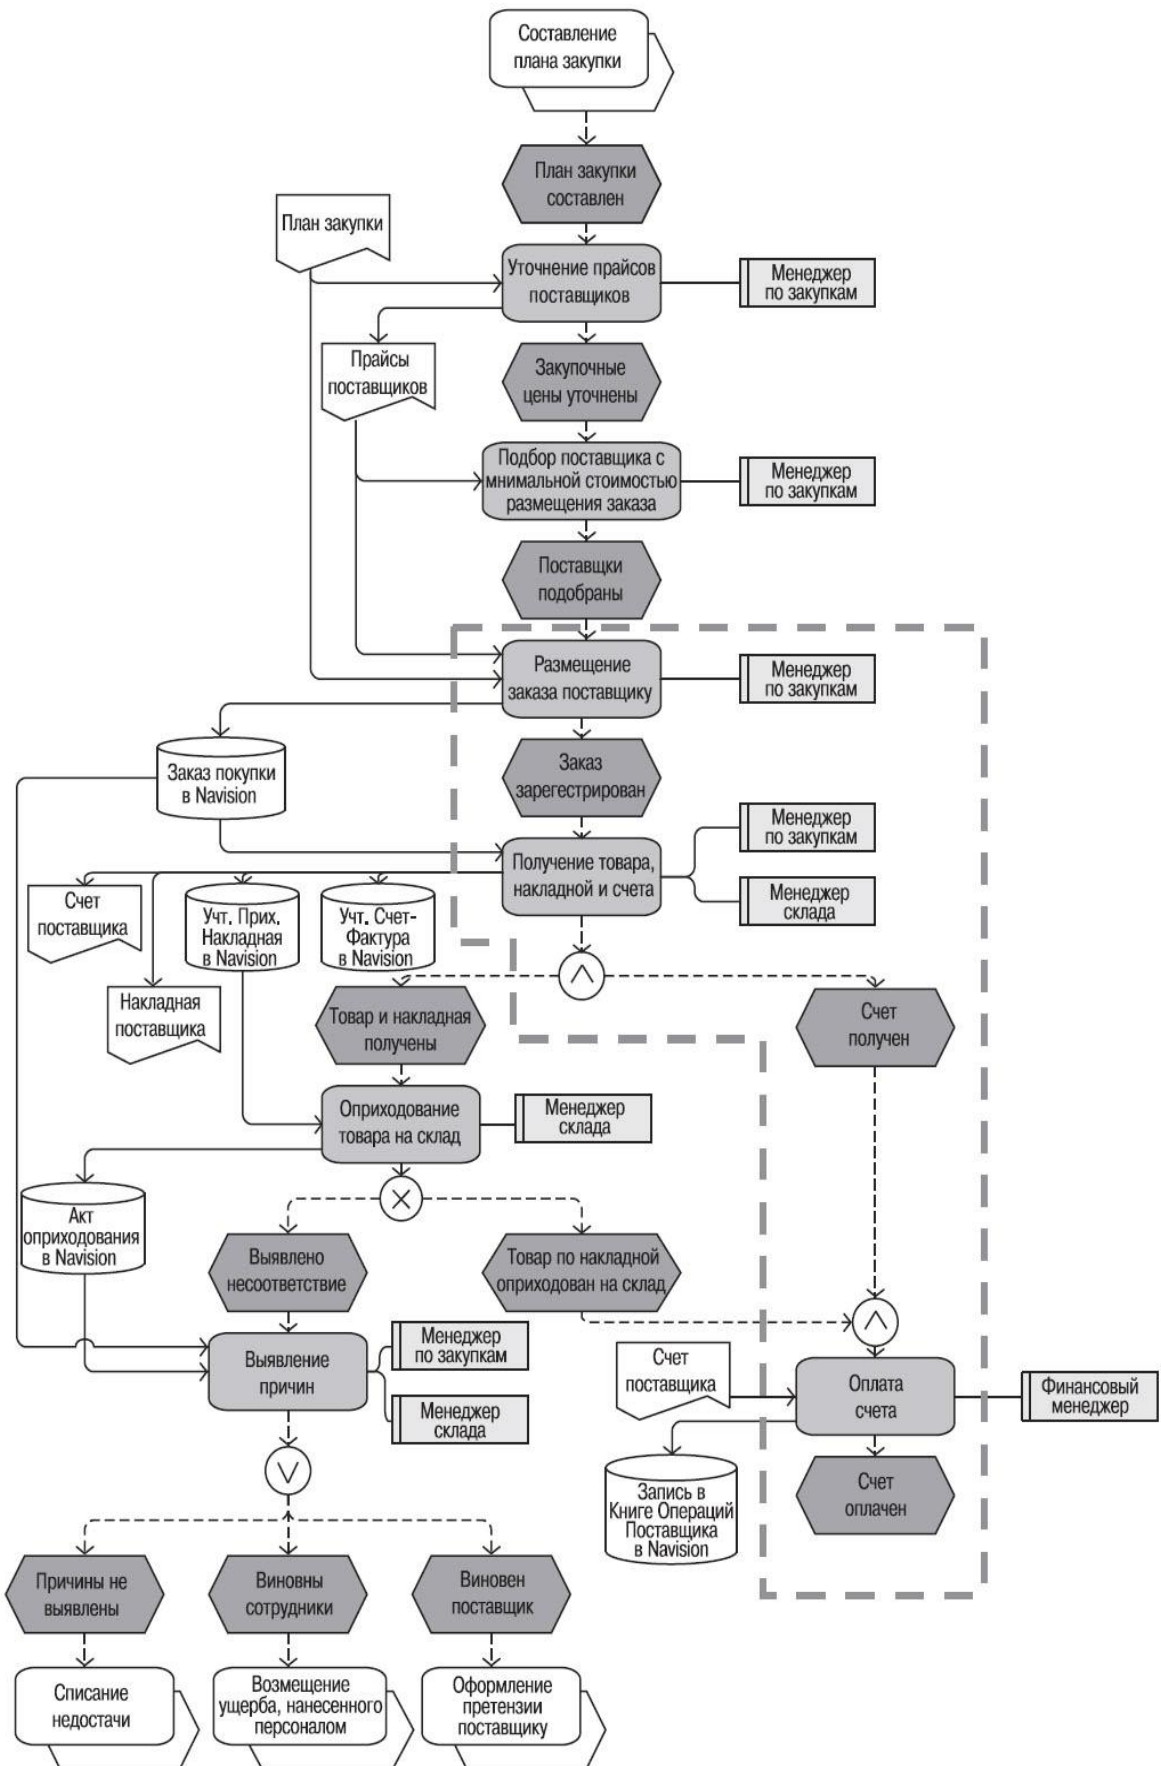 Составление
плана закупки
План закупки
составлен
План закупки
Уточнение прайсов
поставщиков
Менеджер
по закупкам
Прайсы
поставщиков
Закупочные
цены уточнены
Подбор поставщика с
мнимальной стоимостью
размещения заказа
Менеджер
по закупкам
Поставщки
подобраны
Размещение
заказа поставщику
Менеджер
по закупкам
Заказ покупки
в Navision
Заказ
зарегестрирован
Получение товара,
накладной и счета
Менеджер
по закупкам
Менеджер
склада
Счет
поставщика
Учт. Прих.
Накладная
в Navision
Учт. Счет-
Фактура
в Navision
Накладная
поставщика
Товар и накладная
получены
Счет
получен
Оприходование
товара на склад
Менеджер
склада
Акт
оприходования
в Navision
Выявлено
несоответствие
Товар по накладной
оприходован на склад
Выявление
причин
Менеджер
по закупкам
Менеджер
склада
Счет
поставщика
Оплата
счета
Финансовый
менеджер
Запись в
Книге Операций
Поставщика
в Navision
Счет
оплачен
Причины не
выявлены
Виновны
сотрудники
Виновен
поставщик
Списание
недостачи
Возмещение
ущерба, нанесенного
персоналом
Оформление
претензии
поставщику